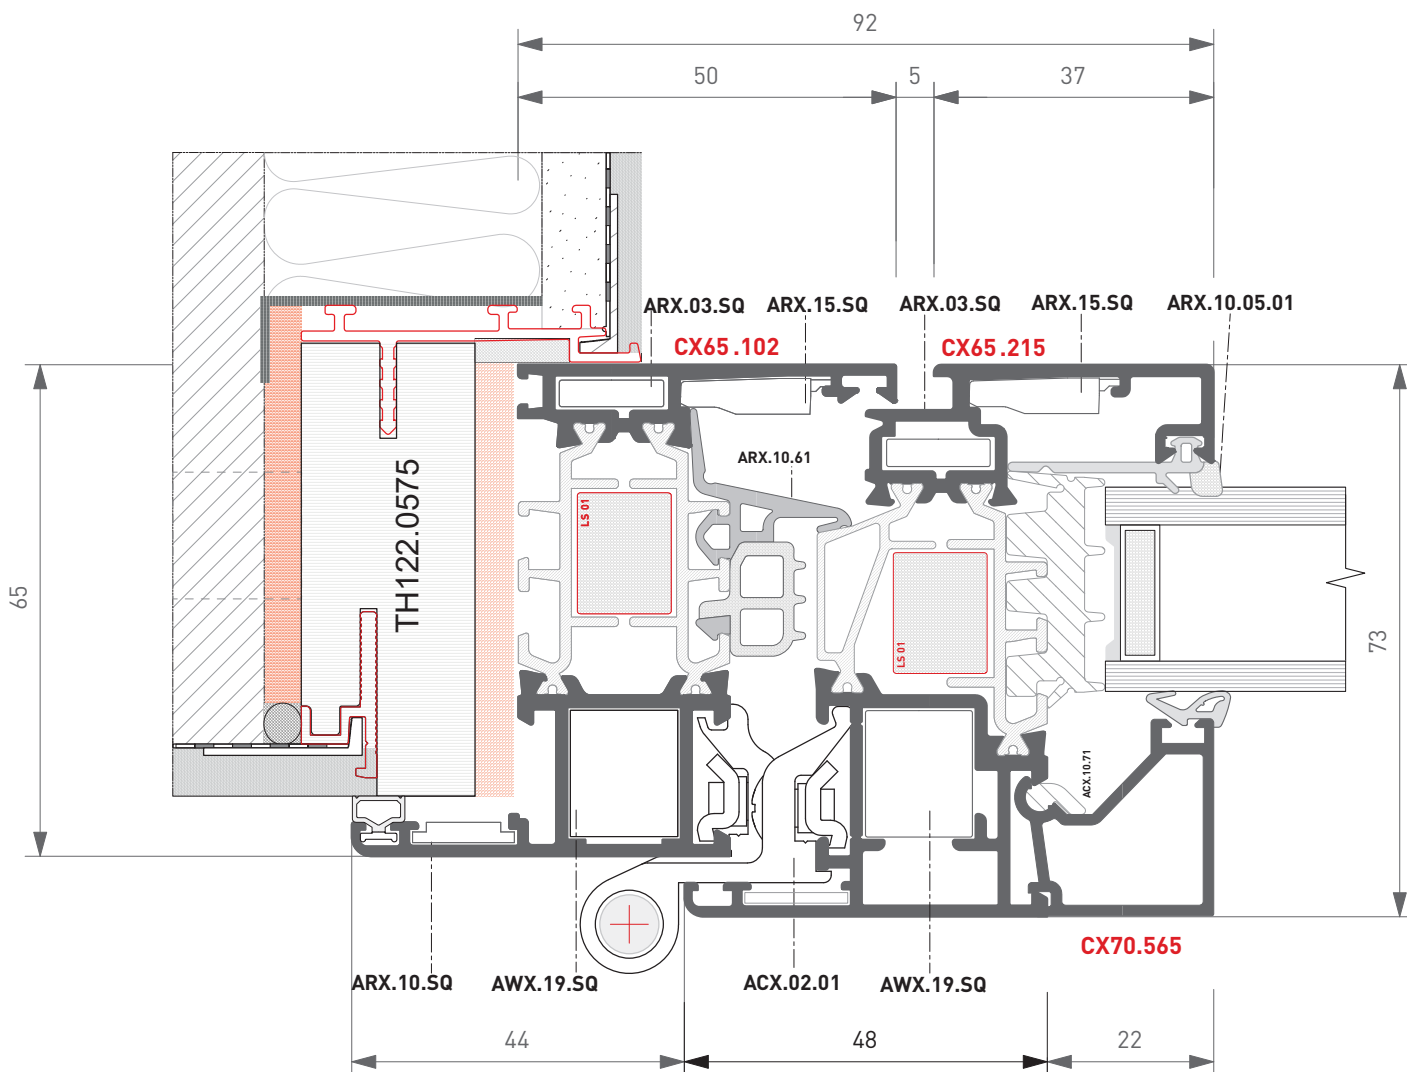 92
50
5
37
ARX.03.SQ
ARX.15.SQ
ARX.03.SQ
ARX.15.SQ
ARX.10.05.01
CX65.102
CX65.215
ARX.10.61
TH122.0575
LS 01
LS 01
65
73
ACX.10.71
CX70.565
ARX.10.SQ
AWX.19.SQ
ACX.02.01
AWX.19.SQ
44
48
22